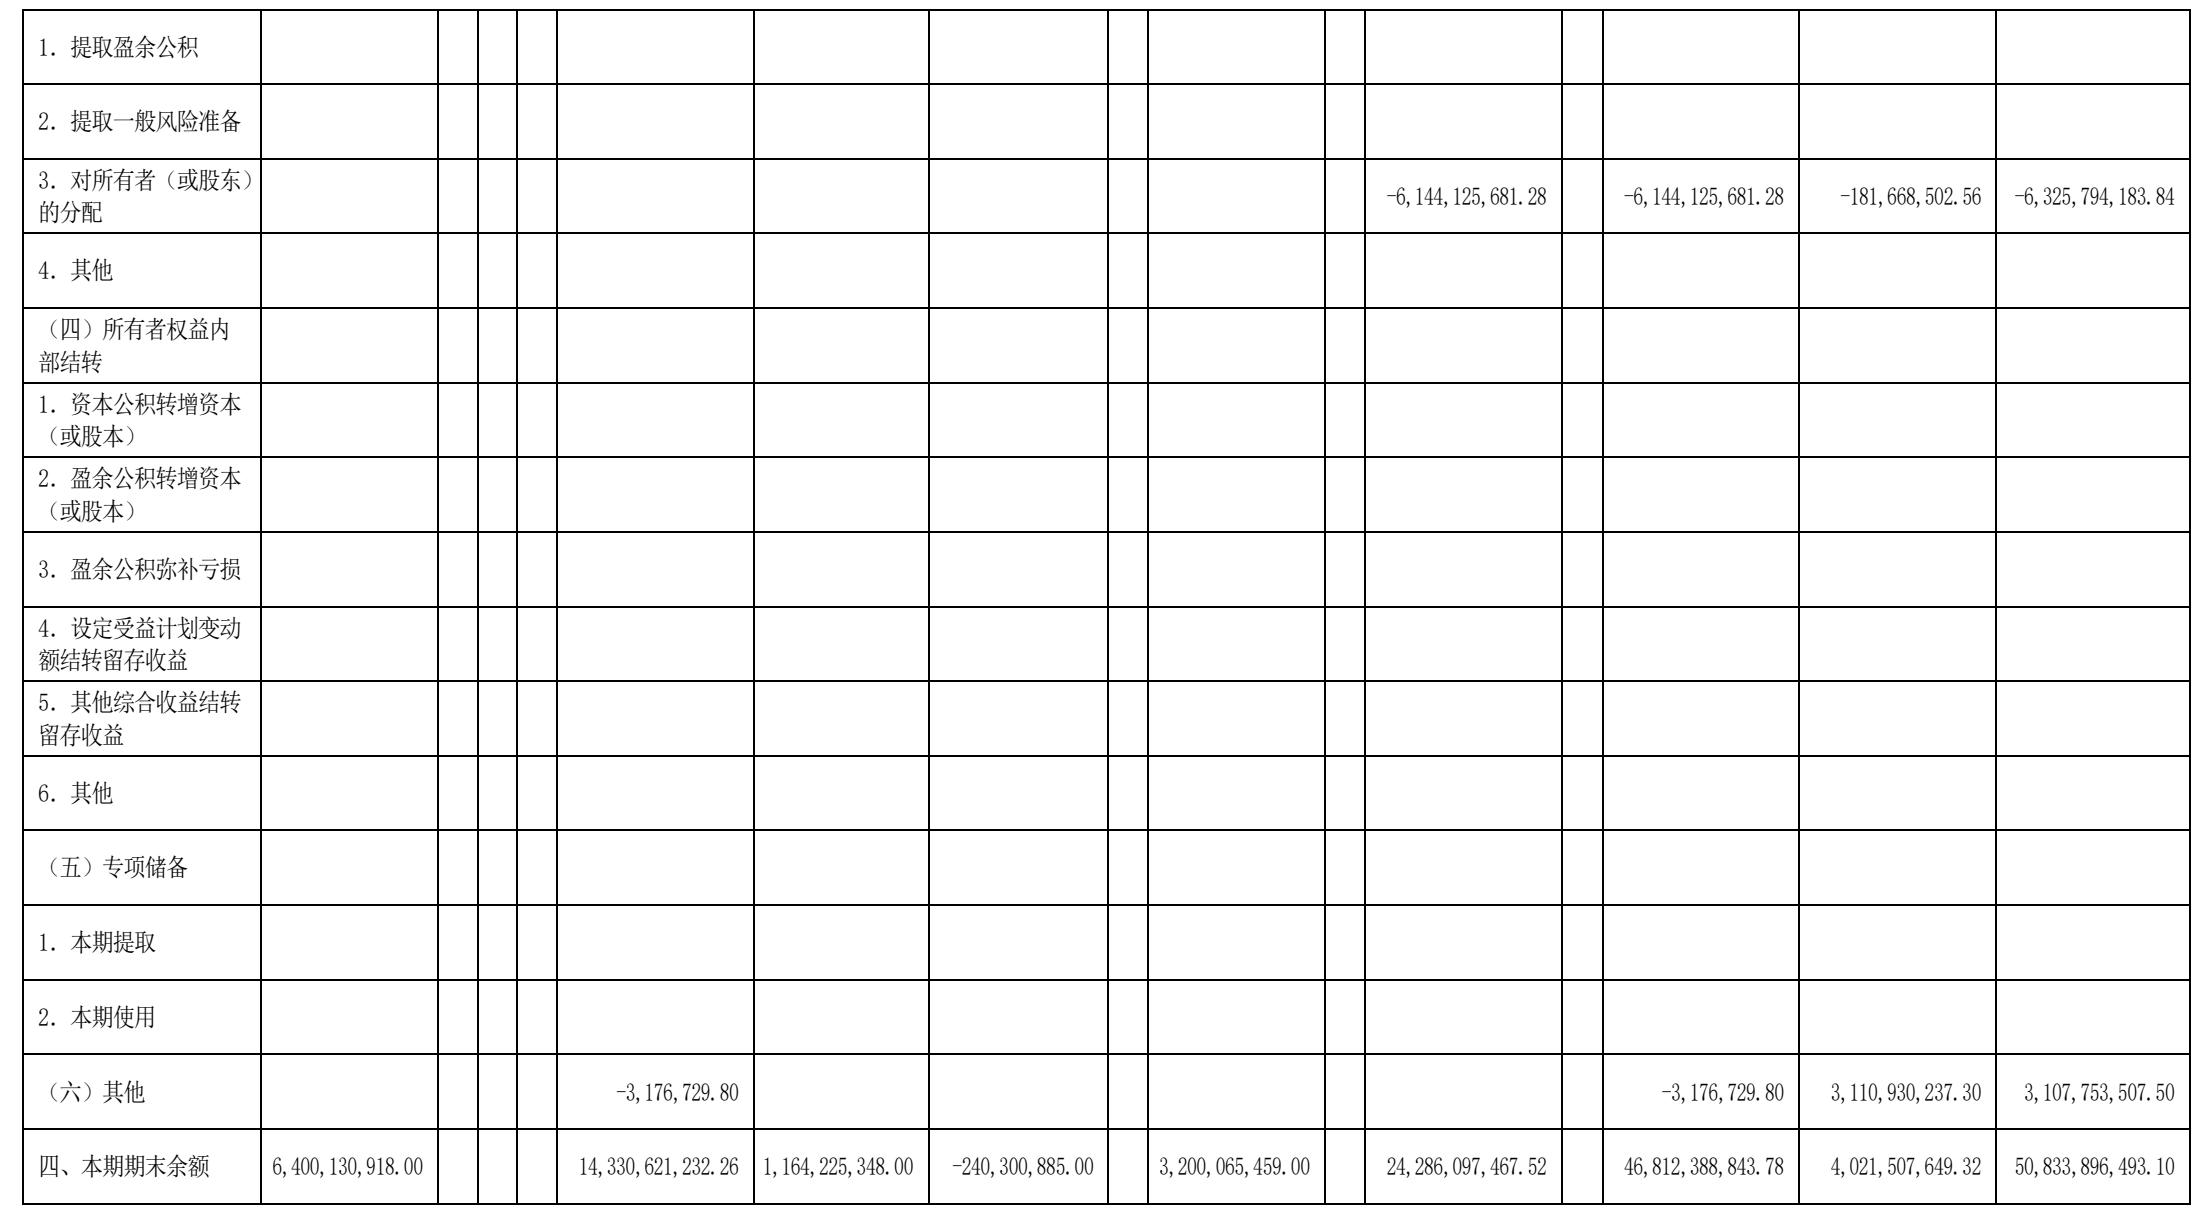 1. 提取盈余公积
2. 提取一般风险准备
3. 对所有者（或股东）
的分配
-6,144,125,681.28 -6,144,125,681.28 -181,668,502.56 -6,325,794,183.84
4. 其他
（四）所有者权益内
部结转
1. 资本公积转增资本
（或股本）
2. 盈余公积转增资本
（或股本）
3. 盈余公积弥补亏损
4. 设定受益计划变动
额结转留存收益
5. 其他综合收益结转
留存收益
6. 其他
（五）专项储备
1. 本期提取
2. 本期使用
（六）其他 -3,176,729.80 -3,176,729.80 3,110,930,237.30 3,107,753,507.50
四、本期期末余额 6,400,130,918.00 14,330,621,232.26 1,164,225,348.00 -240,300,885.00 3,200,065,459.00 24,286,097,467.52 46,812,388,843.78 4,021,507,649.32 50,833,896,493.10